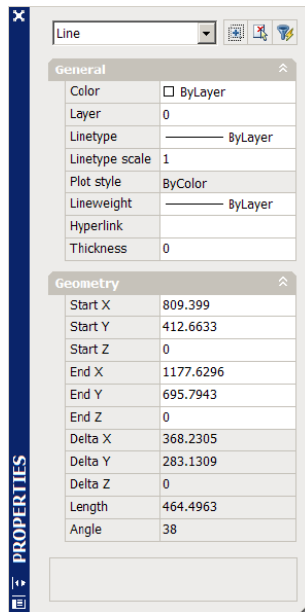 Line
General
Color ByLayer
Layer 0
Linetype ByLayer
Linetype scale 1
Plot style ByColor
Lineweight ByLayer
Hyperlink
Thickness 0
Geometry
Start X 809.399
Start Y 412.6633
Start Z 0
End X 1177.6296
End Y 695.7943
End Z 0
Delta X 368.2305
Delta Y 283.1309
Delta Z 0
Length 464.4963
Angle 38
PROPERTIES